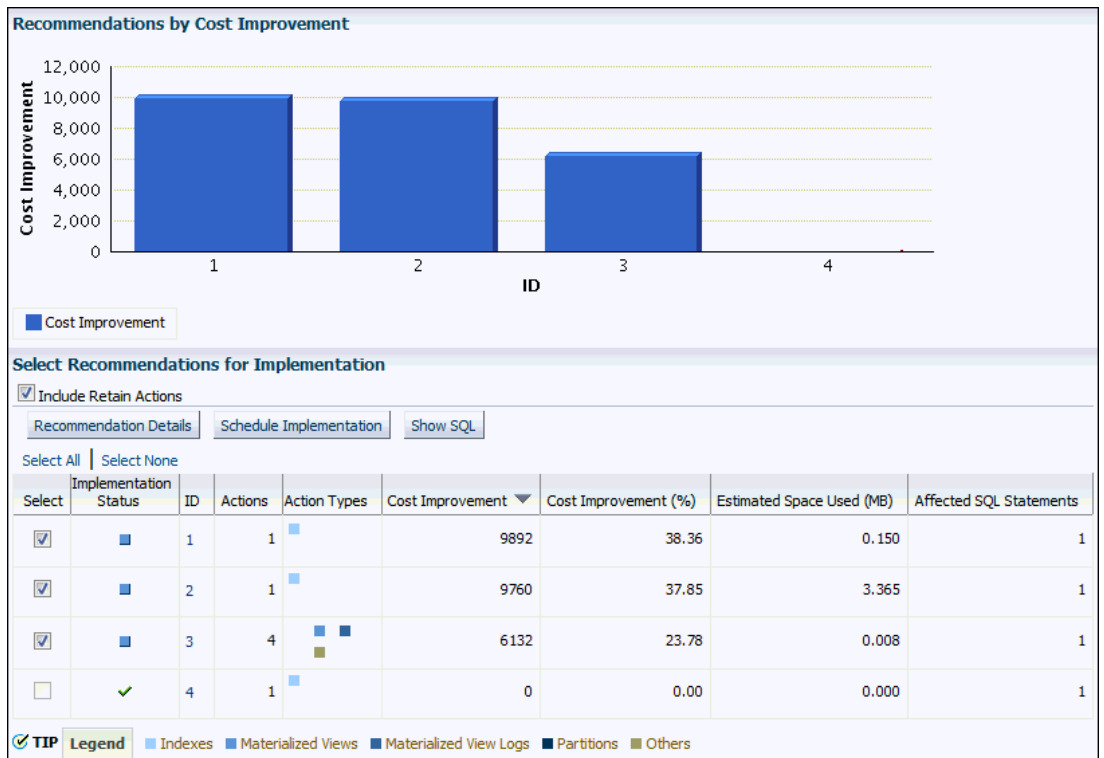 Recommendations by Cost Improvement
12,000
10,000
8,000
6,000
4,000
2,000
0
Cost Improvement
1 2 3 4
ID
Cost Improvement
Select Recommendations for Implementation
Include Retain Actions
Recommendation Details Schedule Implementation Show SQL
Select All | Select None
Select Implementation Status ID Actions Action Types Cost Improvement Cost Improvement (%) Estimated Space Used (MB) Affected SQL Statements
1 1 9892 38.36 0.150 1
2 1 9760 37.85 3.365 1
3 4 6132 23.78 0.008 1
4 1 0 0.00 0.000 1
TIP Legend Indexes Materialized Views Materialized View Logs Partitions Others